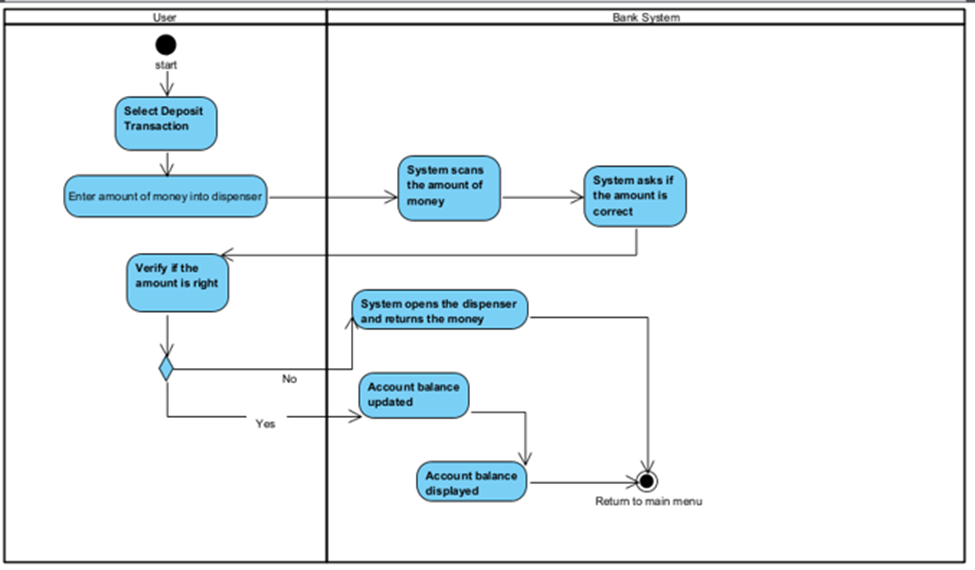 User
Bank System
start
Select Deposit
Transaction
Enter amount of money into dispenser
System scans
the amount of
money
System asks if
the amount is
correct
Verify if the
amount is right
System opens the dispenser
and returns the money
No
Account balance
updated
Yes
Account balance
displayed
Return to main menu